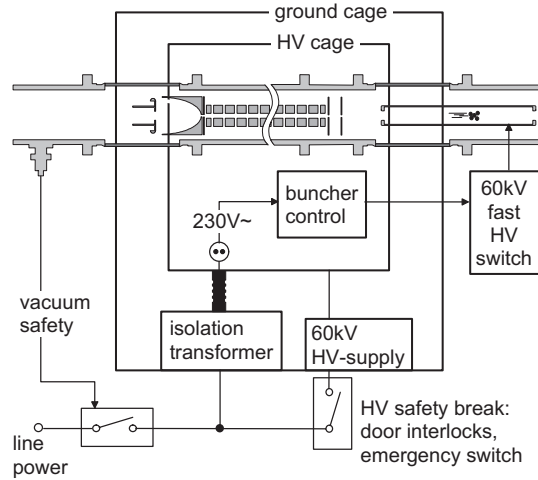 ground cage
HV cage
230V~
buncher
control
60kV
fast
HV
switch
vacuum
safety
isolation
transformer
60kV
HV-supply
HV safety break:
door interlocks,
emergency switch
line
power